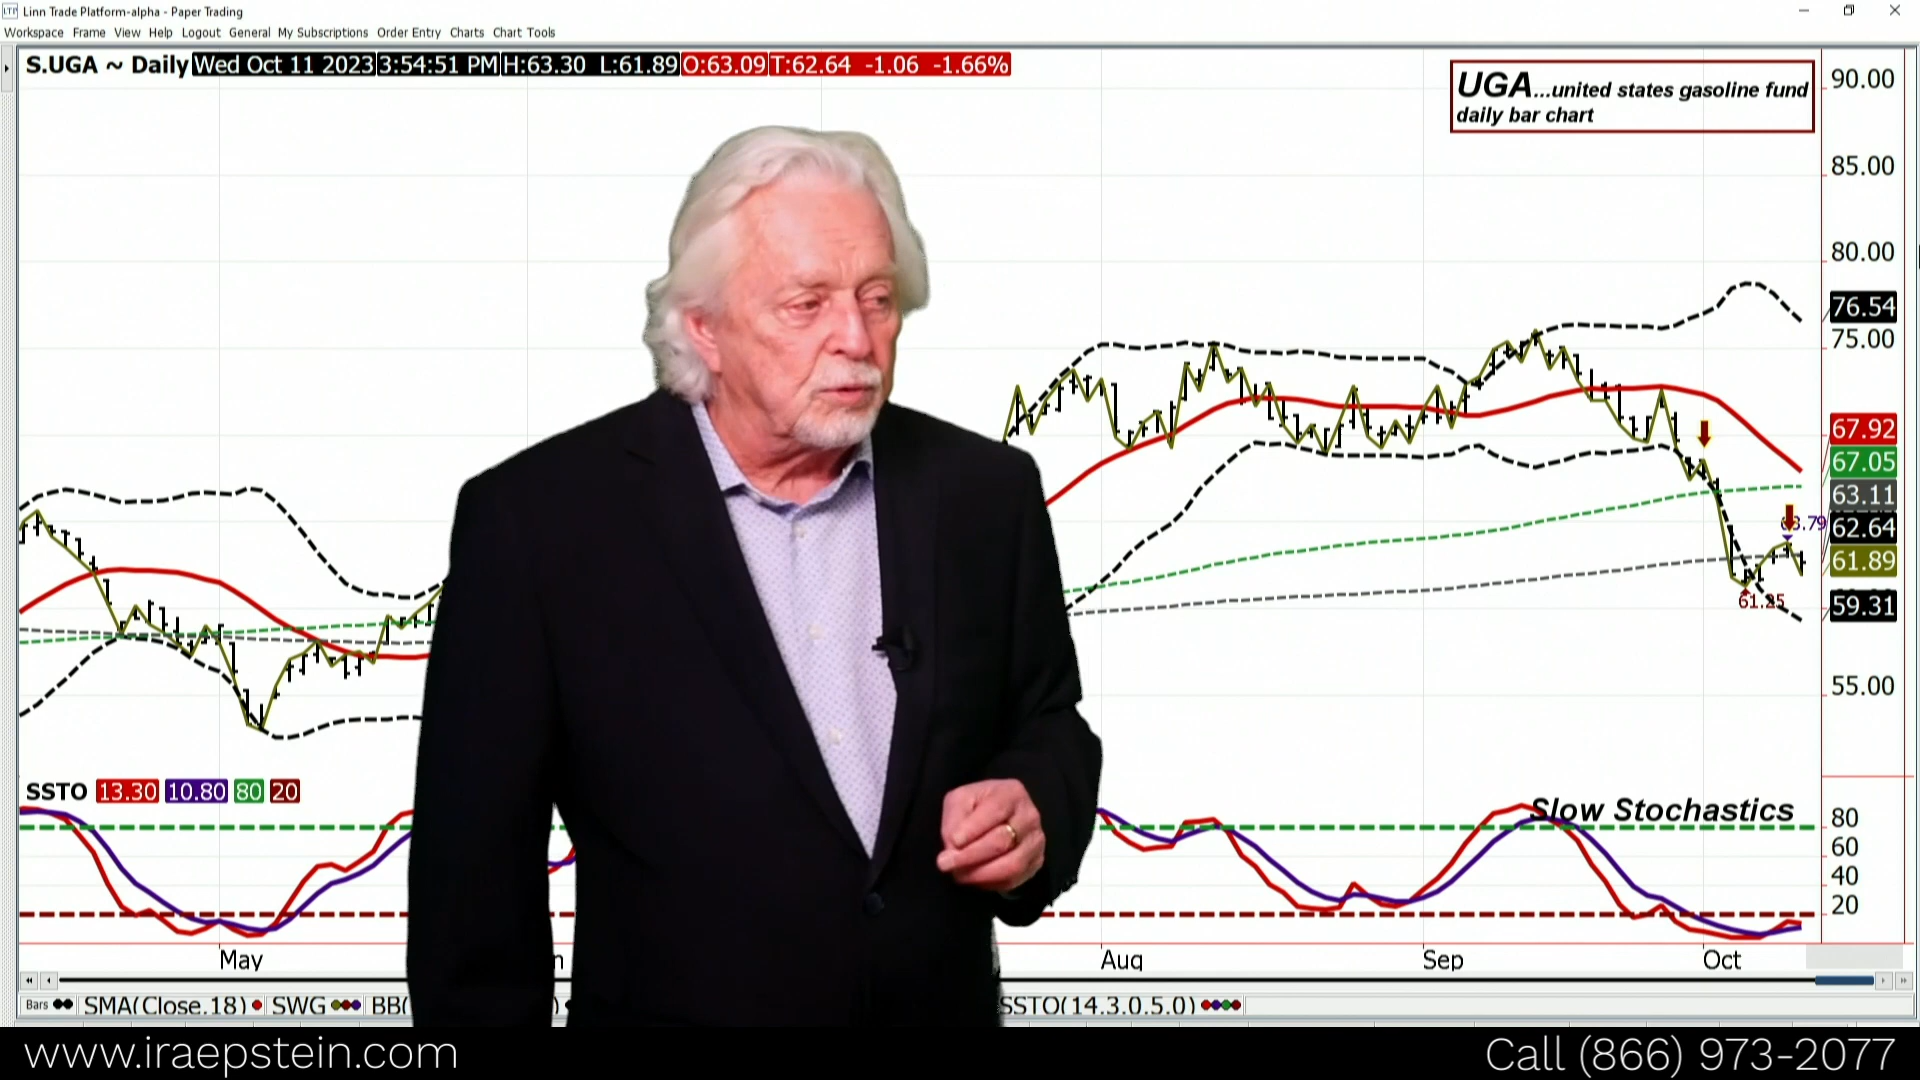 LTP Linn Trade Platform-alpha - Paper Trading
Workspace Frame View Help Logout General My Subscriptions Order Entry Charts Chart Tools
S.UGA ~ Daily Wed Oct 11 2023 3:54:51 PM H:63.30 L:61.89 O:63.09 T:62.64 -1.06 -1.66%
UGA...united states gasoline fund
daily bar chart
90.00
85.00
80.00
76.54
75.00
67.92
67.05
63.11
63.79
62.64
61.89
61.25
59.31
55.00
SSTO 13.30 10.80 80 20
Slow Stochastics
80
60
40
20
May
n
Aug
Sep
Oct
Bars SMA(Close.18) SWG BB( ) SSTO(14.3.0.5.0)
www.iraepstein.com
Call (866) 973-2077